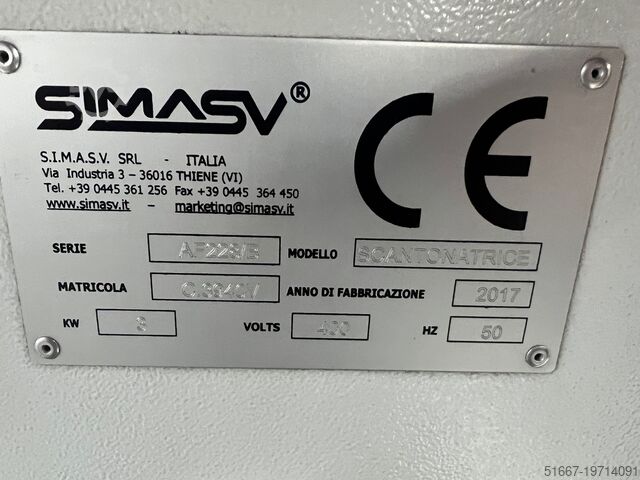 SIMASV® CE
S.I.M.A.S.V. SRL - ITALIA
Via Industria 3 – 36016 THIENE (VI)
Tel. +39 0445 361 256 Fax +39 0445 364 450
www.simasv.it – marketing@simasv.it
SERIE MODELLO SCANTONATRICE
MATRICOLA ANNO DI FABBRICAZIONE 2017
KW VOLTS 400 HZ 50
51667-19714091